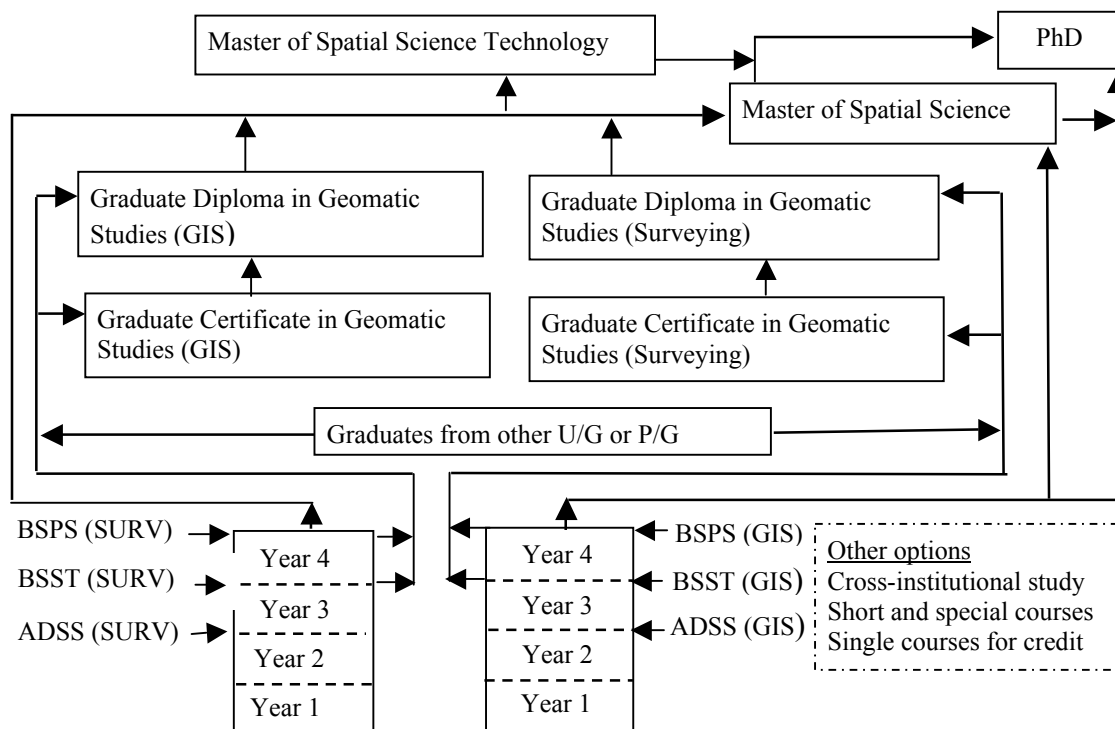 Master of Spatial Science Technology
PhD
Master of Spatial Science
Graduate Diploma in Geomatic
Studies (GIS)
Graduate Diploma in Geomatic
Studies (Surveying)
Graduate Certificate in Geomatic
Studies (GIS)
Graduate Certificate in Geomatic
Studies (Surveying)
Graduates from other U/G or P/G
BSPS (SURV)
BSST (SURV)
ADSS (SURV)
Year 4
Year 3
Year 2
Year 1
Year 4
Year 3
Year 2
Year 1
BSPS (GIS)
BSST (GIS)
ADSS (GIS)
Other options
Cross-institutional study
Short and special courses
Single courses for credit